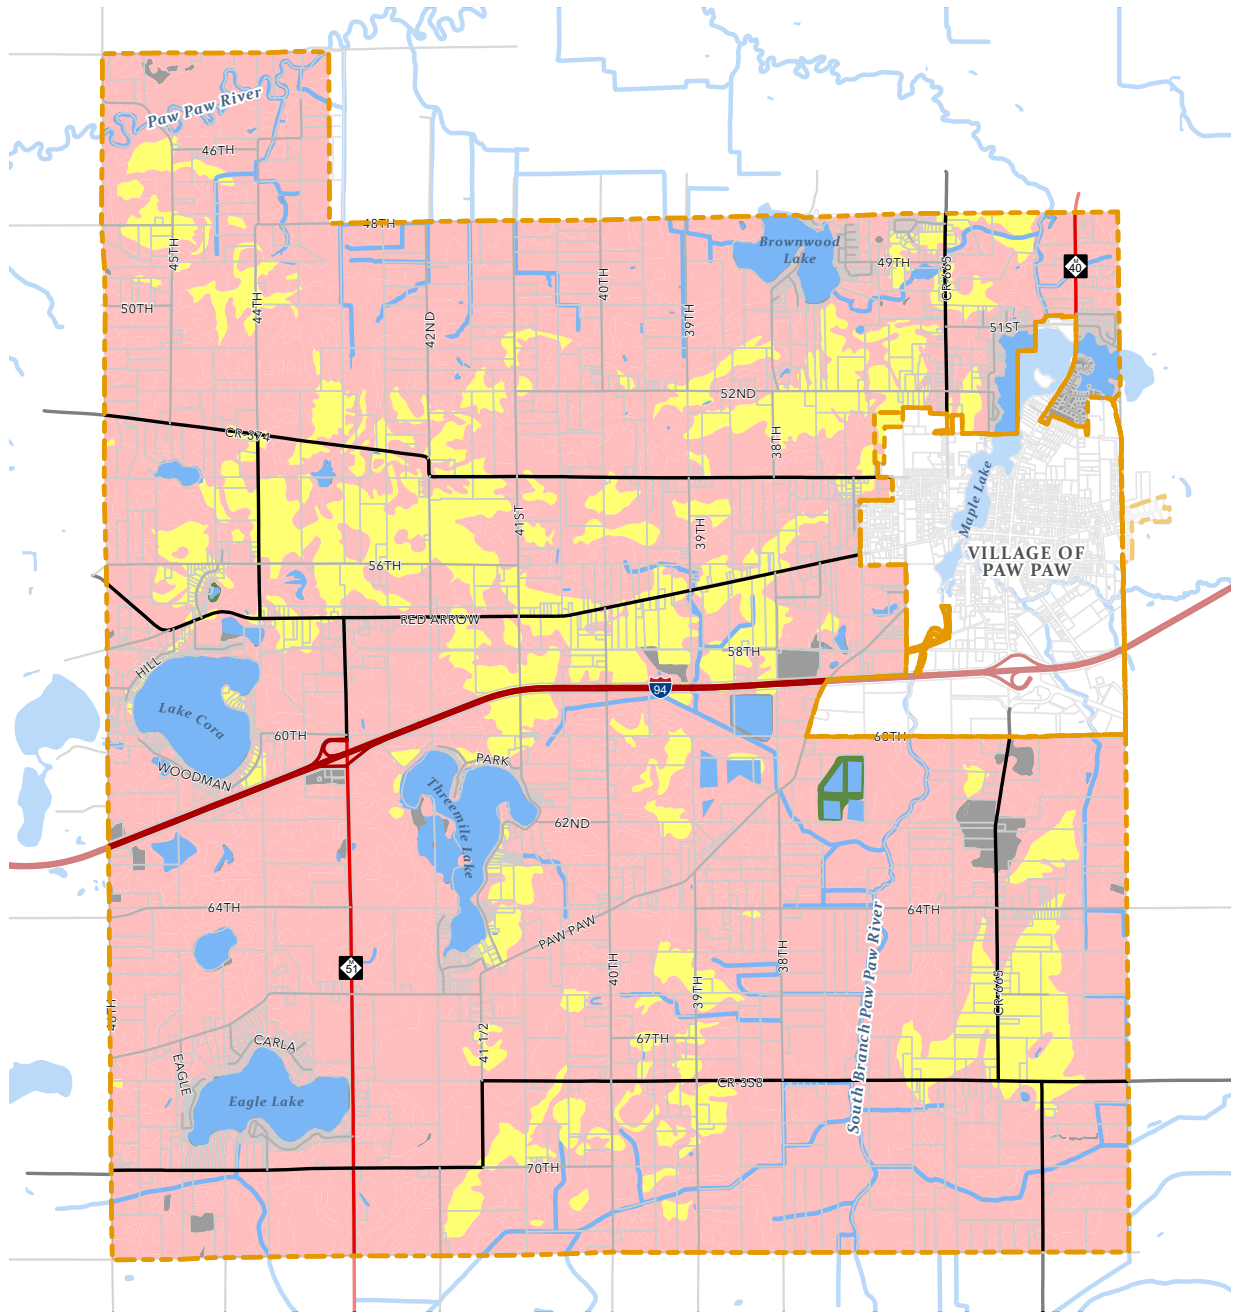 Paw Paw River
46TH
48TH
45TH
44TH
50TH
42ND
40TH
39TH
Brownwood
Lake
49TH
CR 665
M
40
51ST
52ND
38TH
CR 374
41ST
39TH
Maple Lake
VILLAGE OF
PAW PAW
56TH
RED ARROW
58TH
HILL
94
Lake Cora
60TH
60TH
WOODMAN
PARK
Threemile Lake
62ND
64TH
64TH
PAW PAW
South Branch Paw Paw River
M
51
40TH
39TH
38TH
CR 665
46TH
41 1/2
67TH
CARLA
EAGLE
CR 358
Eagle Lake
70TH